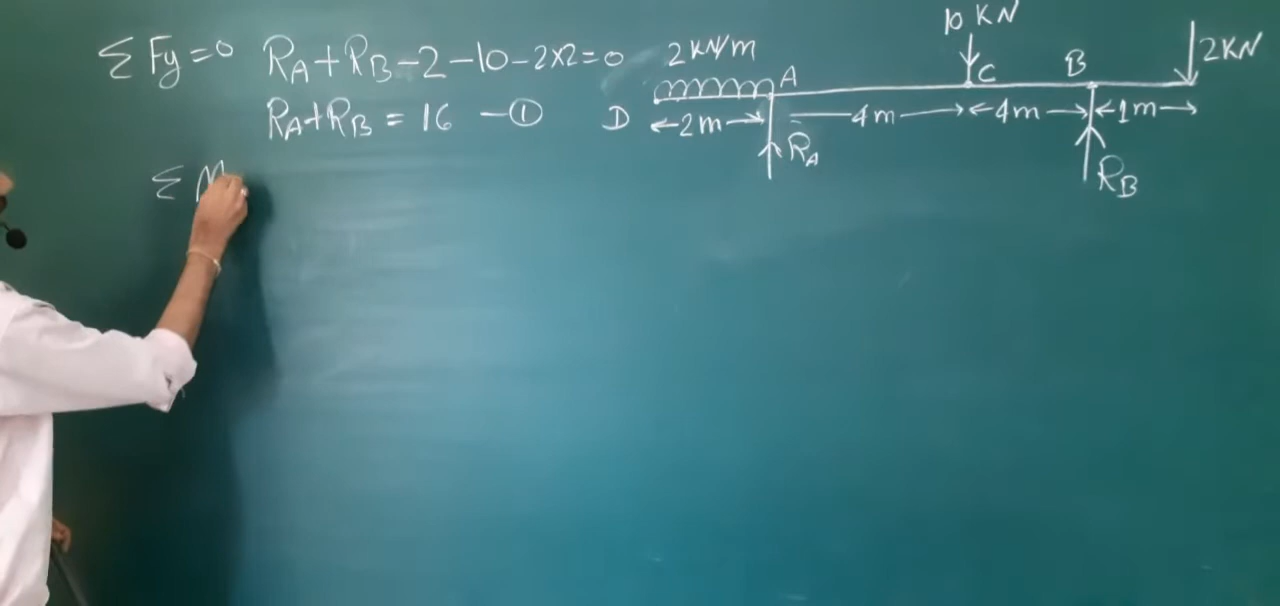 ΣFy=0 RA+RB-2-10-2x2=0
RA+RB = 16 -①
ΣM
10 KN
2KN/m
A
C
B
2KN
D
2m
4m
4m
1m
RA
RB